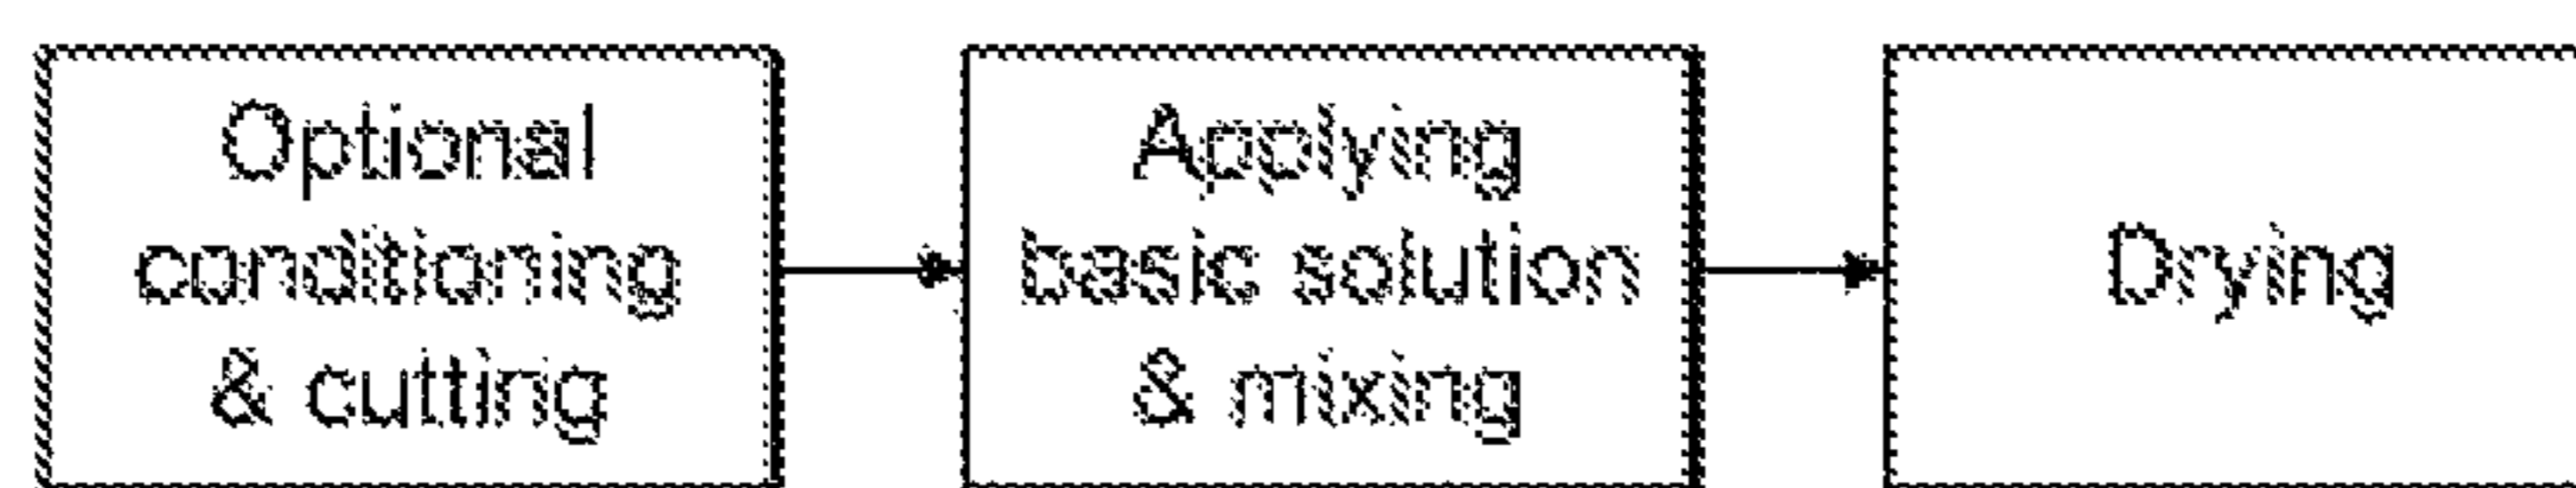 Optional
conditioning
& cutting
Applying
basic solution
& mixing
Drying